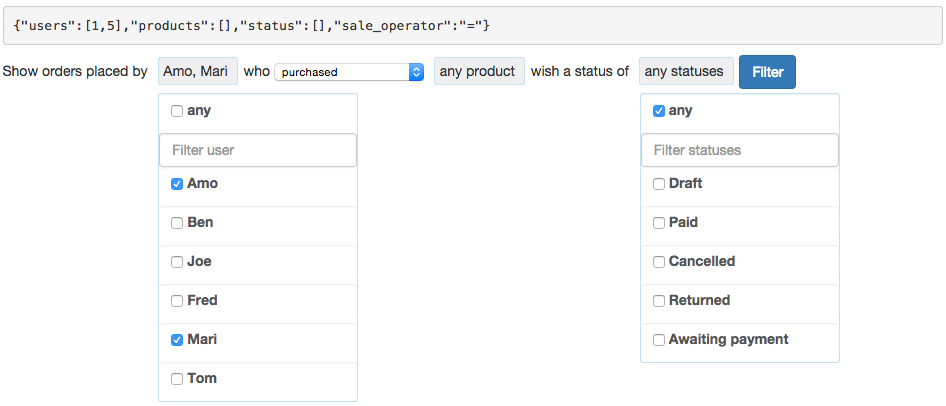 {"users":[1,5],"products":[],"status":[],"sale_operator":"="}
Show orders placed by Amo, Mari who purchased any product wish a status of any statuses Filter
any
Filter user
Amo
Ben
Joe
Fred
Mari
Tom
any
Filter statuses
Draft
Paid
Cancelled
Returned
Awaiting payment